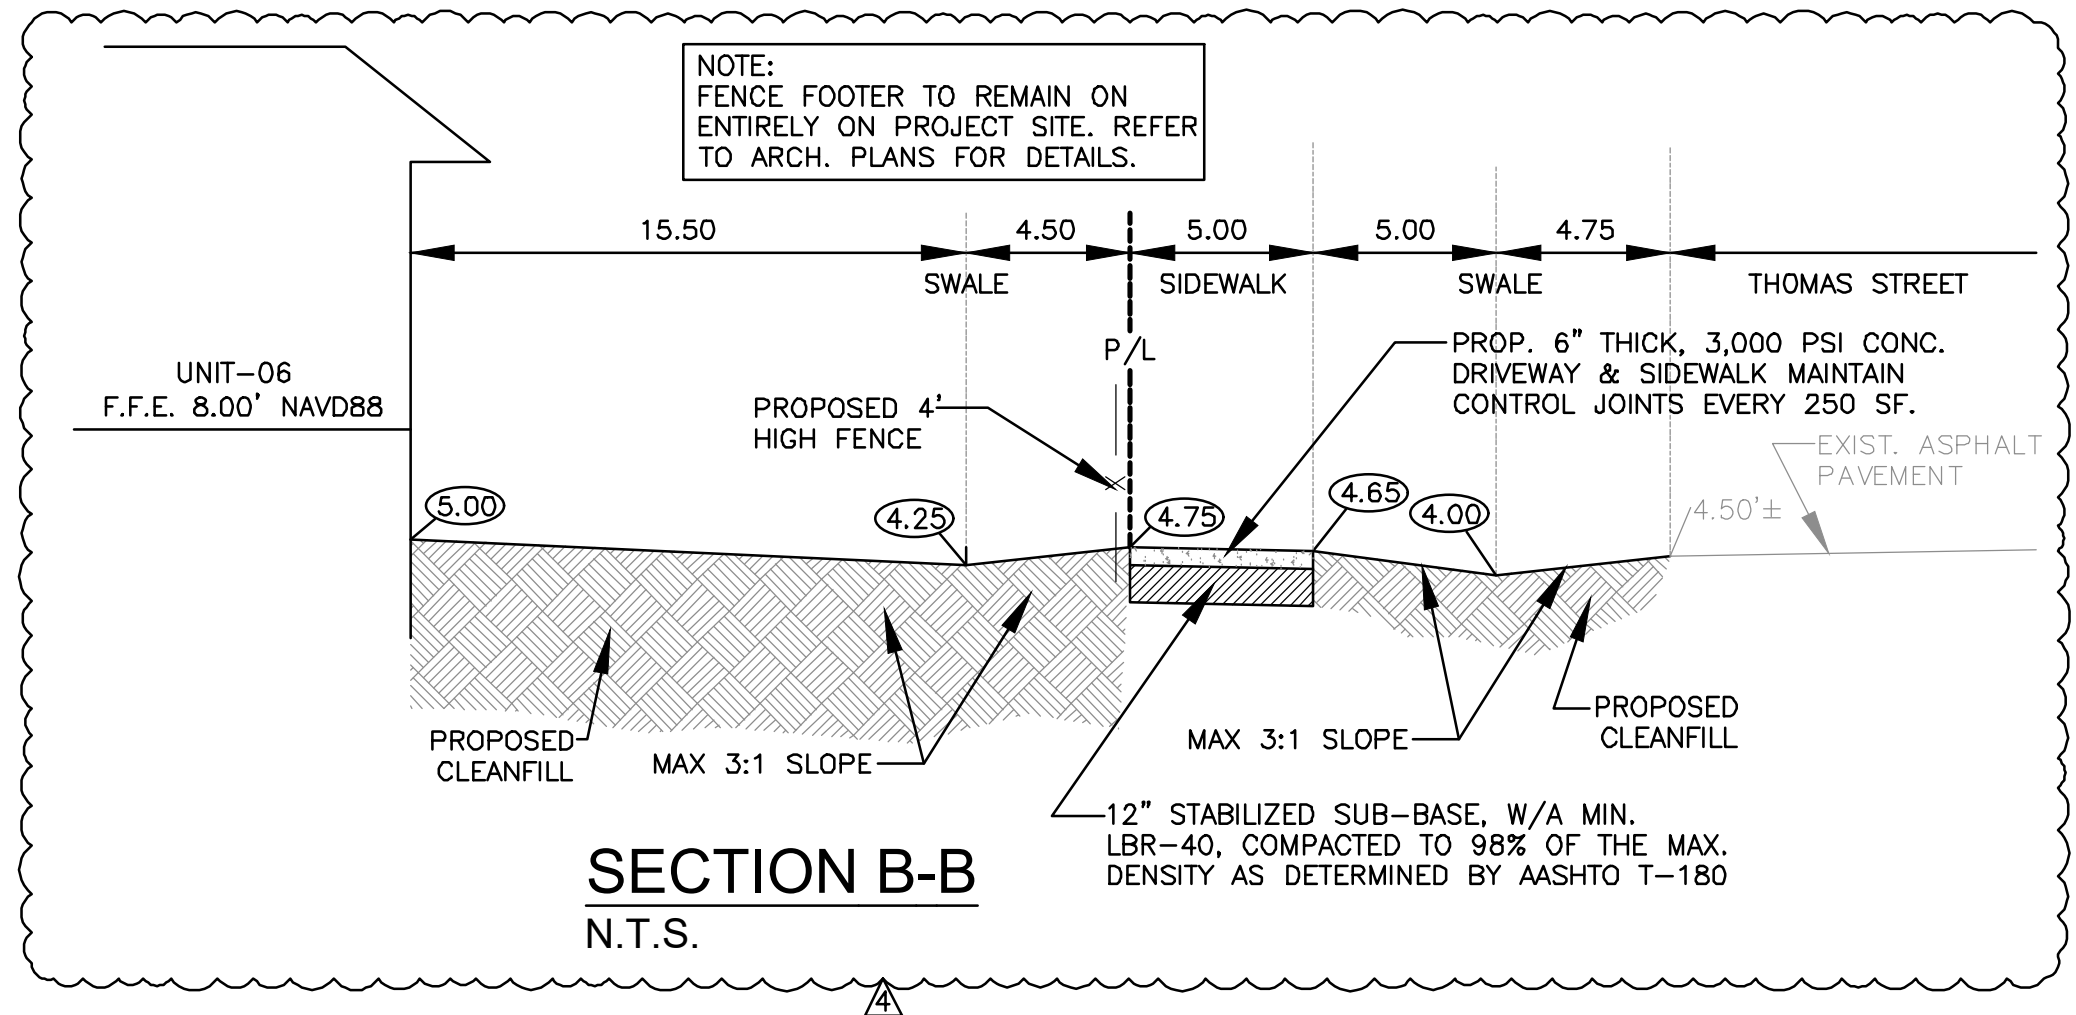 NOTE:
FENCE FOOTER TO REMAIN ON
ENTIRELY ON PROJECT SITE. REFER
TO ARCH. PLANS FOR DETAILS.
15.50
4.50
5.00
5.00
4.75
SWALE
SIDEWALK
SWALE
THOMAS STREET
P/L
UNIT-06
F.F.E. 8.00' NAVD88
PROPOSED 4'
HIGH FENCE
PROP. 6" THICK, 3,000 PSI CONC.
DRIVEWAY & SIDEWALK MAINTAIN
CONTROL JOINTS EVERY 250 SF.
EXIST. ASPHALT
PAVEMENT
5.00
4.25
4.75
4.65
4.00
4.50'±
PROPOSED
CLEANFILL
MAX 3:1 SLOPE
MAX 3:1 SLOPE
PROPOSED
CLEANFILL
12" STABILIZED SUB-BASE, W/A MIN.
LBR-40, COMPACTED TO 98% OF THE MAX.
DENSITY AS DETERMINED BY AASHTO T-180
SECTION B-B
N.T.S.
4